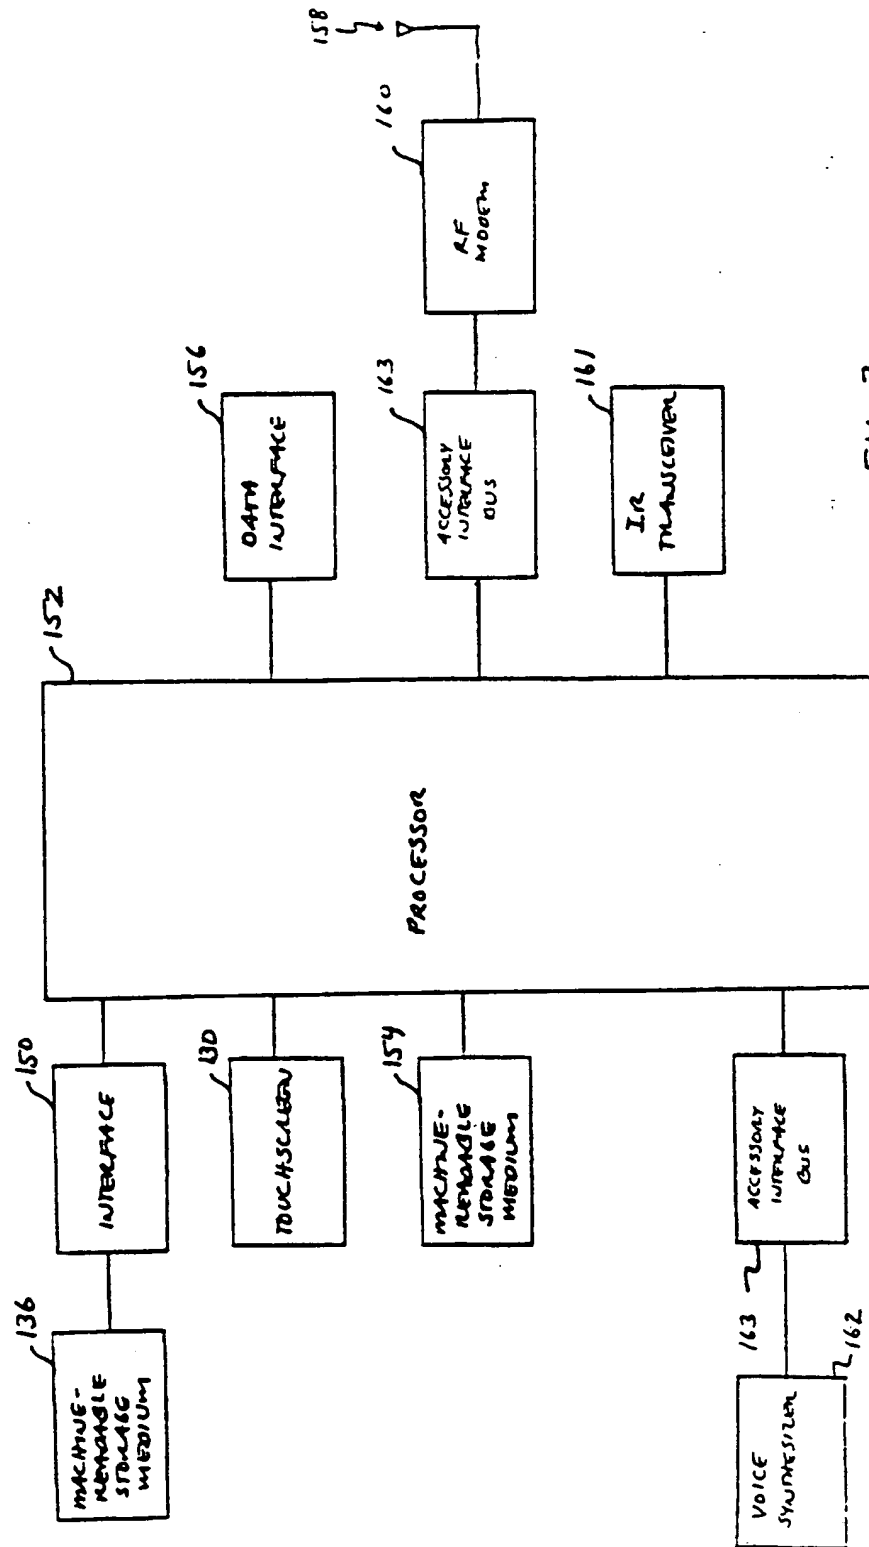 136
MACHINE-
READABLE
STORAGE
MEDIUM
150
INTERFACE
130
TOUCHSCREEN
154
MACHINE-
READABLE
STORAGE
MEDIUM
163
ACCESSORY
INTERFACE
BUS
162
VOICE
SYNTHESIZER
152
PROCESSOR
156
DATA
INTERFACE
163
ACCESSORY
INTERFACE
BUS
161
IR
TRANSCEIVER
160
RF
MODEM
158